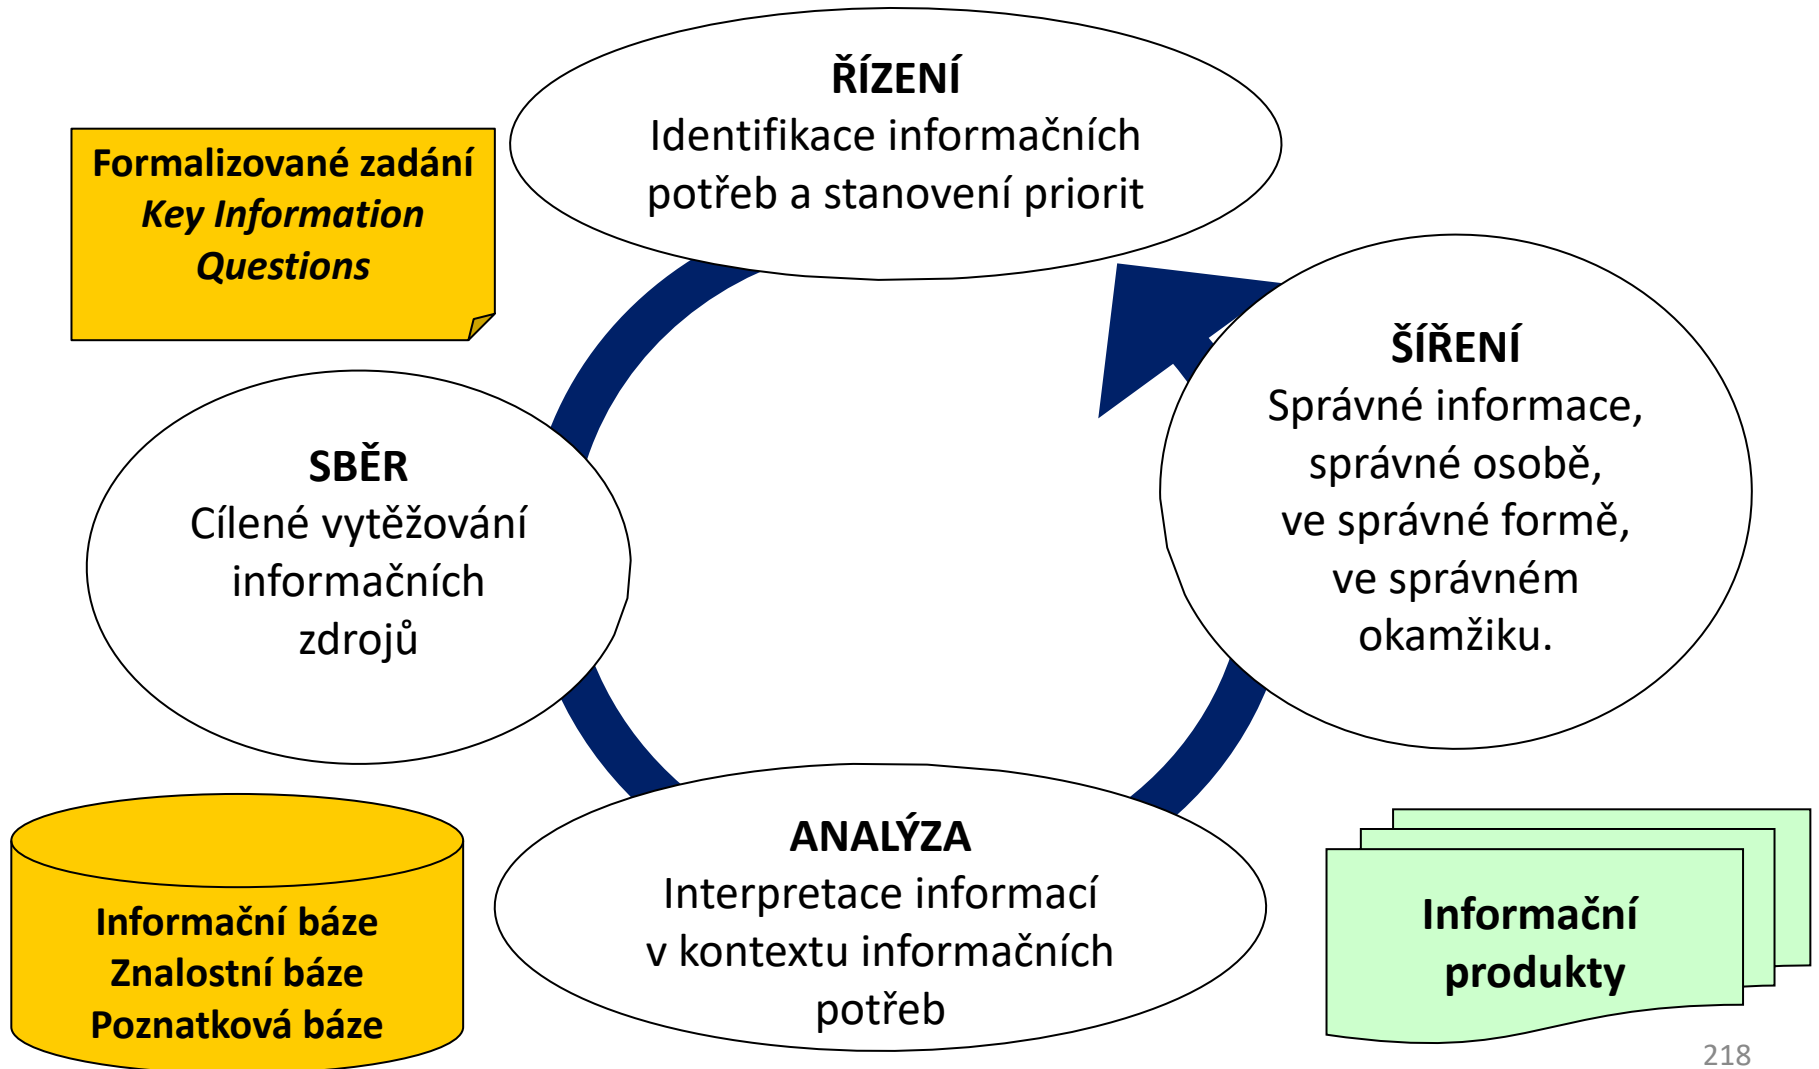 ŘÍZENÍ
Identifikace informačních
potřeb a stanovení priorit
Formalizované zadání
Key Information
Questions
ŠÍŘENÍ
Správné informace,
správné osobě,
ve správné formě,
ve správném
okamžiku.
SBĚR
Cílené vytěžování
informačních
zdrojů
ANALÝZA
Interpretace informací
v kontextu informačních
potřeb
Informační báze
Znalostní báze
Poznatková báze
Informační
produkty
218